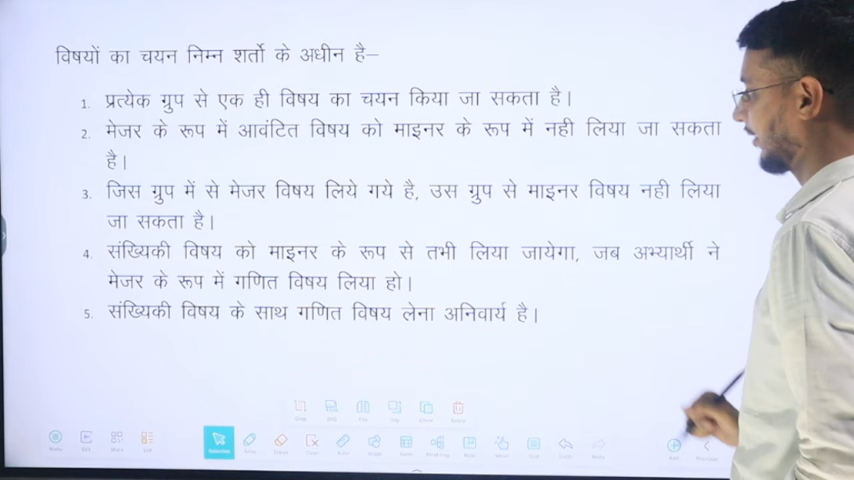 विषयों का चयन निम्न शर्तो के अधीन है–
1. प्रत्येक ग्रुप से एक ही विषय का चयन किया जा सकता है।
2. मेजर के रूप में आवंटित विषय को माइनर के रूप में नही लिया जा सकता
है।
3. जिस ग्रुप में से मेजर विषय लिये गये है, उस ग्रुप से माइनर विषय नही लिया
जा सकता है।
4. संख्यिकी विषय को माइनर के रूप से तभी लिया जायेगा, जब अभ्यार्थी ने
मेजर के रूप में गणित विषय लिया हो।
5. संख्यिकी विषय के साथ गणित विषय लेना अनिवार्य है।